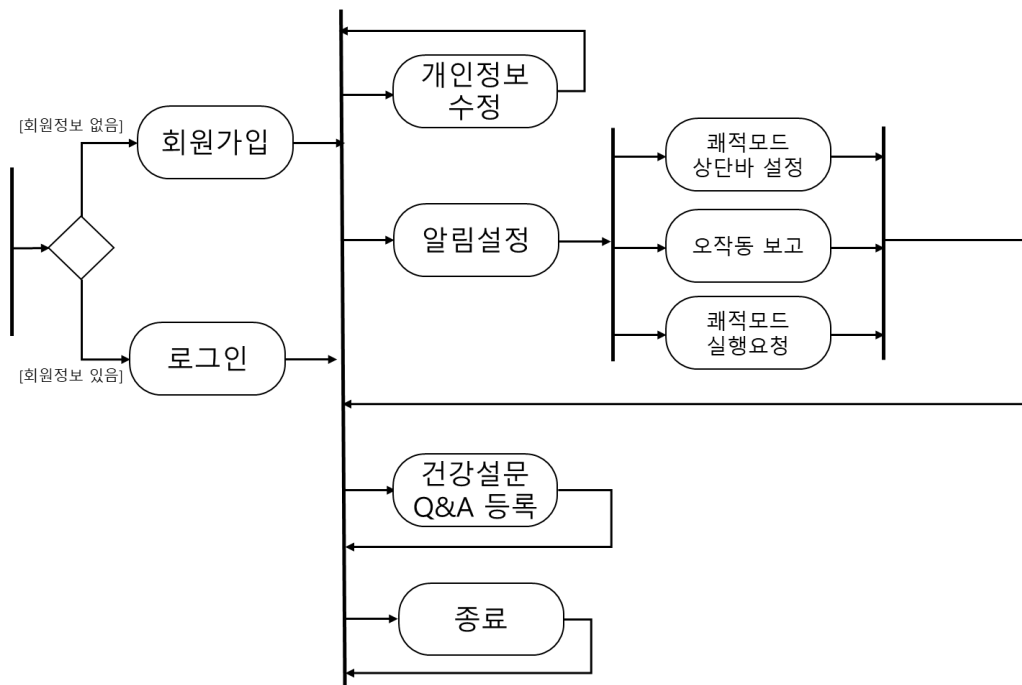 [회원정보 없음]
회원가입
로그인
[회원정보 있음]
개인정보
수정
알림설정
쾌적모드
상단바 설정
오작동 보고
쾌적모드
실행요청
건강설문
Q&A 등록
종료